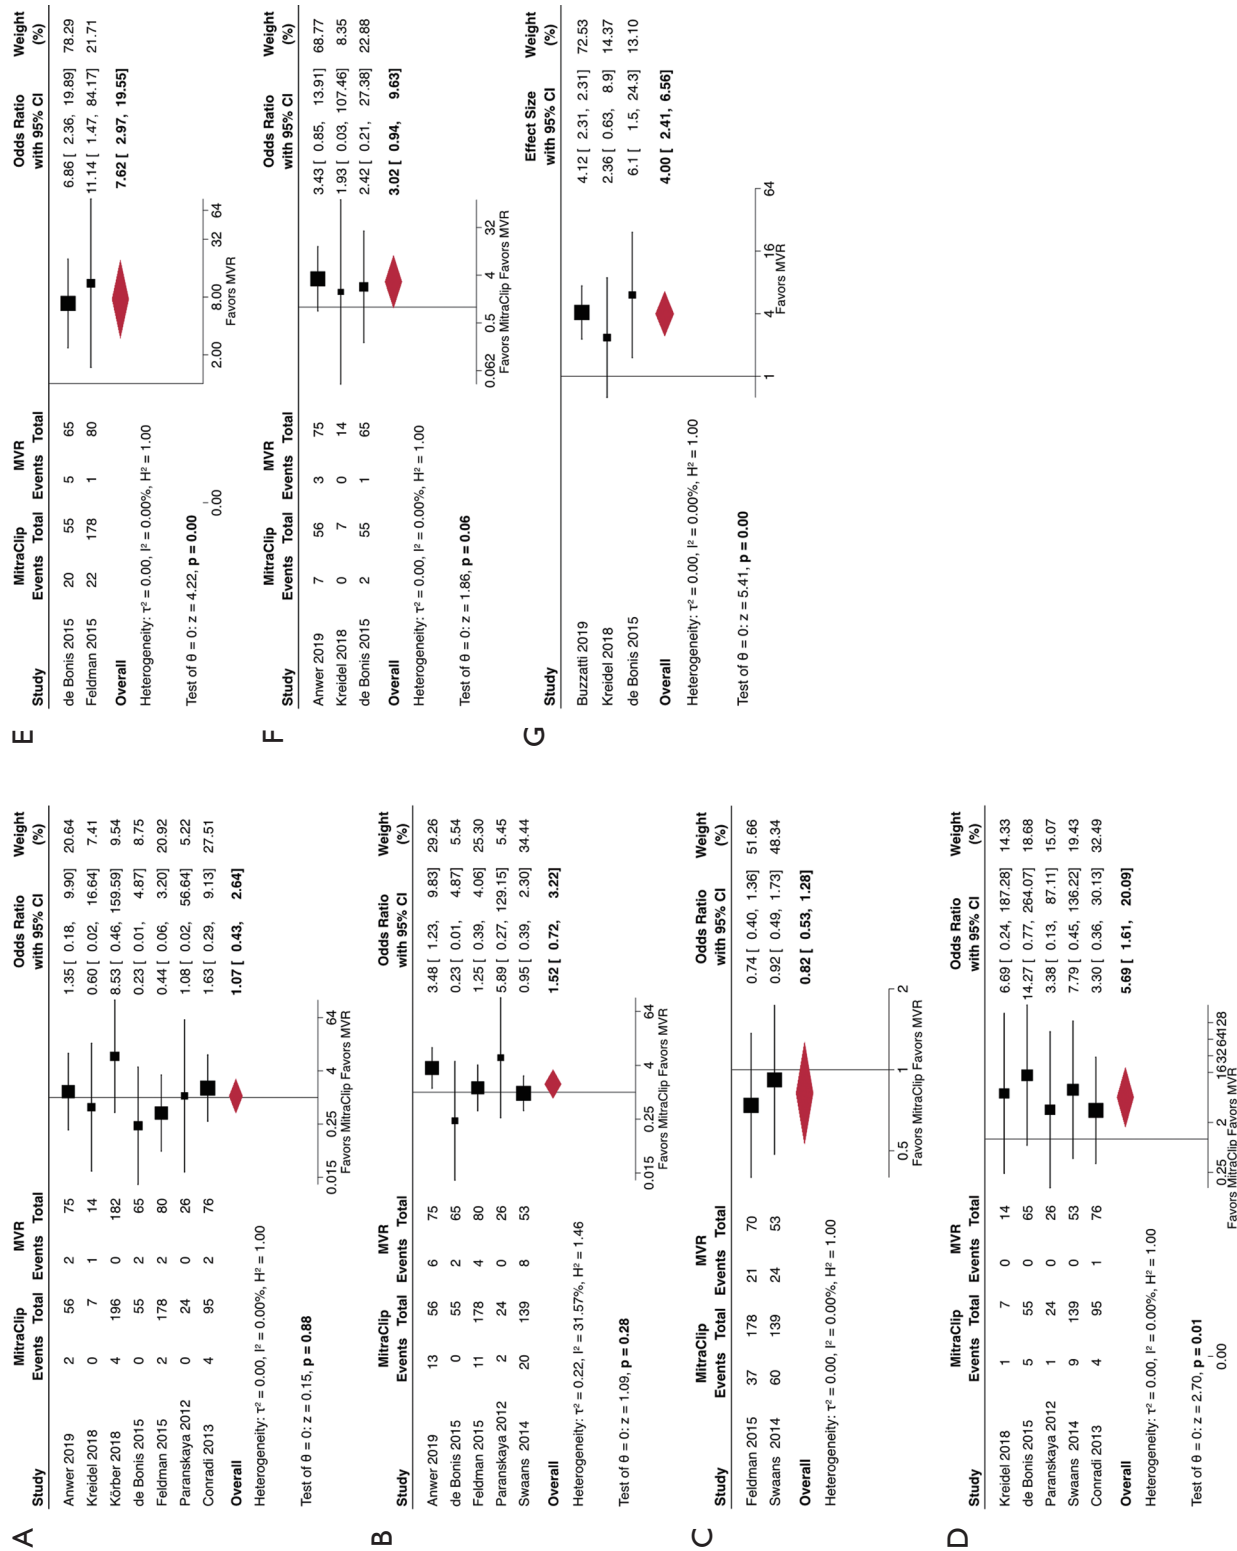 A
MitraClip MVR Odds Ratio Weight
Study Events Total Events Total with 95% CI (%)
Anwer 2019 2 56 2 75 1.35 [ 0.18, 9.90] 20.64
Kreidel 2018 0 7 1 14 0.60 [ 0.02, 16.64] 7.41
Körber 2018 4 196 0 182 8.53 [ 0.46, 159.59] 9.54
de Bonis 2015 0 55 2 65 0.23 [ 0.01, 4.87] 8.75
Feldman 2015 2 178 2 80 0.44 [ 0.06, 3.20] 20.92
Paranskaya 2012 0 24 0 26 1.08 [ 0.02, 56.64] 5.22
Conradi 2013 4 95 2 76 1.63 [ 0.29, 9.13] 27.51
Overall 1.07 [ 0.43, 2.64]
Heterogeneity: τ² = 0.00, I² = 0.00%, H² = 1.00
Test of θ = 0: z = 0.15, p = 0.88
0.015 0.25 4 64
Favors MitraClip Favors MVR
B
MitraClip MVR Odds Ratio Weight
Study Events Total Events Total with 95% CI (%)
Anwer 2019 13 56 6 75 3.48 [ 1.23, 9.83] 29.26
de Bonis 2015 0 55 2 65 0.23 [ 0.01, 4.87] 5.54
Feldman 2015 11 178 4 80 1.25 [ 0.39, 4.06] 25.30
Paranskaya 2012 2 24 0 26 5.89 [ 0.27, 129.15] 5.45
Swaans 2014 20 139 8 53 0.95 [ 0.39, 2.30] 34.44
Overall 1.52 [ 0.72, 3.22]
Heterogeneity: τ² = 0.22, I² = 31.57%, H² = 1.46
Test of θ = 0: z = 1.09, p = 0.28
0.015 0.25 4 64
Favors MitraClip Favors MVR
C
MitraClip MVR Odds Ratio Weight
Study Events Total Events Total with 95% CI (%)
Feldman 2015 37 178 21 70 0.74 [ 0.40, 1.36] 51.66
Swaans 2014 60 139 24 53 0.92 [ 0.49, 1.73] 48.34
Overall 0.82 [ 0.53, 1.28]
Heterogeneity: τ² = 0.00, I² = 0.00%, H² = 1.00
0.5 1 2
Favors MitraClip Favors MVR
D
MitraClip MVR Odds Ratio Weight
Study Events Total Events Total with 95% CI (%)
Kreidel 2018 1 7 0 14 6.69 [ 0.24, 187.28] 14.33
de Bonis 2015 5 55 0 65 14.27 [ 0.77, 264.07] 18.68
Paranskaya 2012 1 24 0 26 3.38 [ 0.13, 87.11] 15.07
Swaans 2014 9 139 0 53 7.79 [ 0.45, 136.22] 19.43
Conradi 2013 4 95 1 76 3.30 [ 0.36, 30.13] 32.49
Overall 5.69 [ 1.61, 20.09]
Heterogeneity: τ² = 0.00, I² = 0.00%, H² = 1.00
Test of θ = 0: z = 2.70, p = 0.01
0.00 0.25 2 16 32 64 128
Favors MitraClip Favors MVR
E
MitraClip MVR Odds Ratio Weight
Study Events Total Events Total with 95% CI (%)
de Bonis 2015 20 55 5 65 6.86 [ 2.36, 19.89] 78.29
Feldman 2015 22 178 1 80 11.14 [ 1.47, 84.17] 21.71
Overall 7.62 [ 2.97, 19.55]
Heterogeneity: τ² = 0.00, I² = 0.00%, H² = 1.00
Test of θ = 0: z = 4.22, p = 0.00
0.00 2.00 8.00 32 64
Favors MVR
F
MitraClip MVR Odds Ratio Weight
Study Events Total Events Total with 95% CI (%)
Anwer 2019 7 56 3 75 3.43 [ 0.85, 13.91] 68.77
Kreidel 2018 0 7 0 14 1.93 [ 0.03, 107.46] 8.35
de Bonis 2015 2 55 1 65 2.42 [ 0.21, 27.38] 22.88
Overall 3.02 [ 0.94, 9.63]
Heterogeneity: τ² = 0.00, I² = 0.00%, H² = 1.00
Test of θ = 0: z = 1.86, p = 0.06
0.062 0.5 4 32
Favors MitraClip Favors MVR
G
Effect Size Weight
Study with 95% CI (%)
Buzzatti 2019 4.12 [ 2.31, 2.31] 72.53
Kreidel 2018 2.36 [ 0.63, 8.9] 14.37
de Bonis 2015 6.1 [ 1.5, 24.3] 13.10
Overall 4.00 [ 2.41, 6.56]
Heterogeneity: τ² = 0.00, I² = 0.00%, H² = 1.00
Test of θ = 0: z = 5.41, p = 0.00
1 4 16 64
Favors MVR